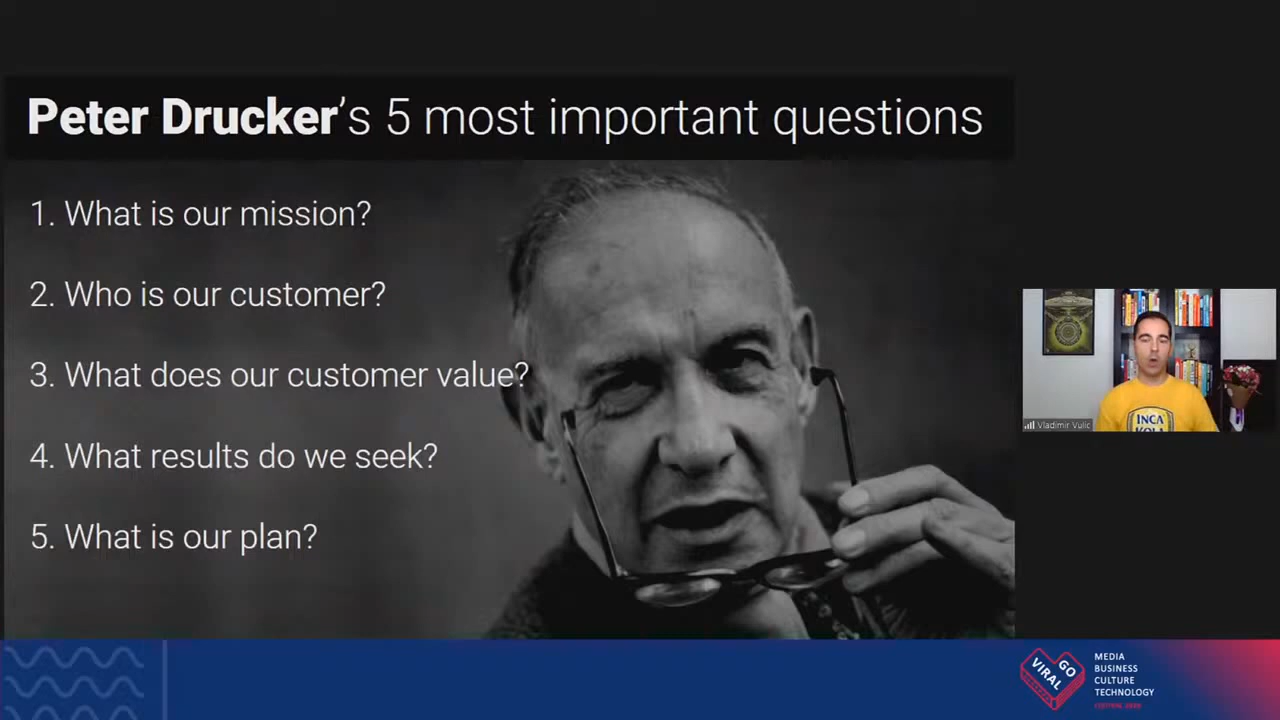 Peter Drucker's 5 most important questions
1. What is our mission?
2. Who is our customer?
3. What does our customer value?
4. What results do we seek?
5. What is our plan?
INCA
KOLA
Vladimir Vulic
GO
VIRAL
MEDIA
BUSINESS
CULTURE
TECHNOLOGY